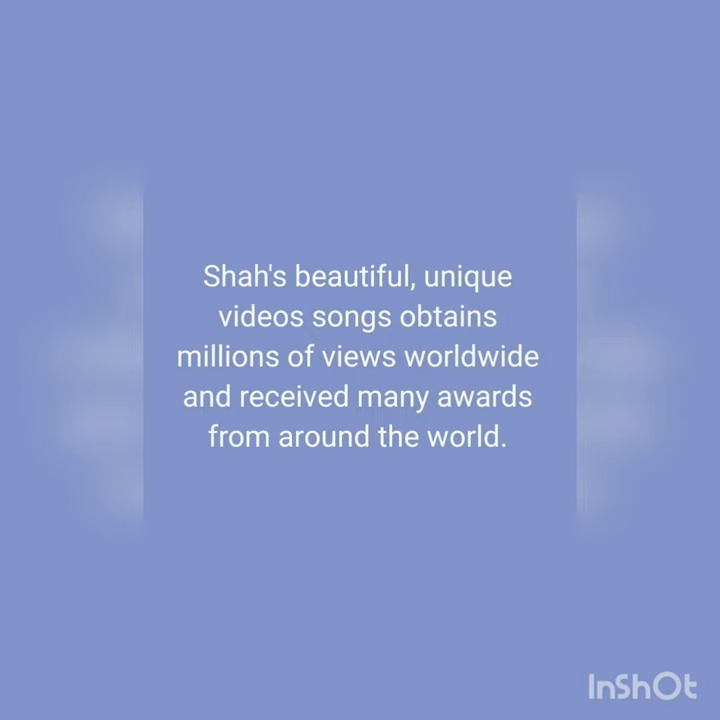 Shah's beautiful, unique
videos songs obtains
millions of views worldwide
and received many awards
from around the world.
InShOt